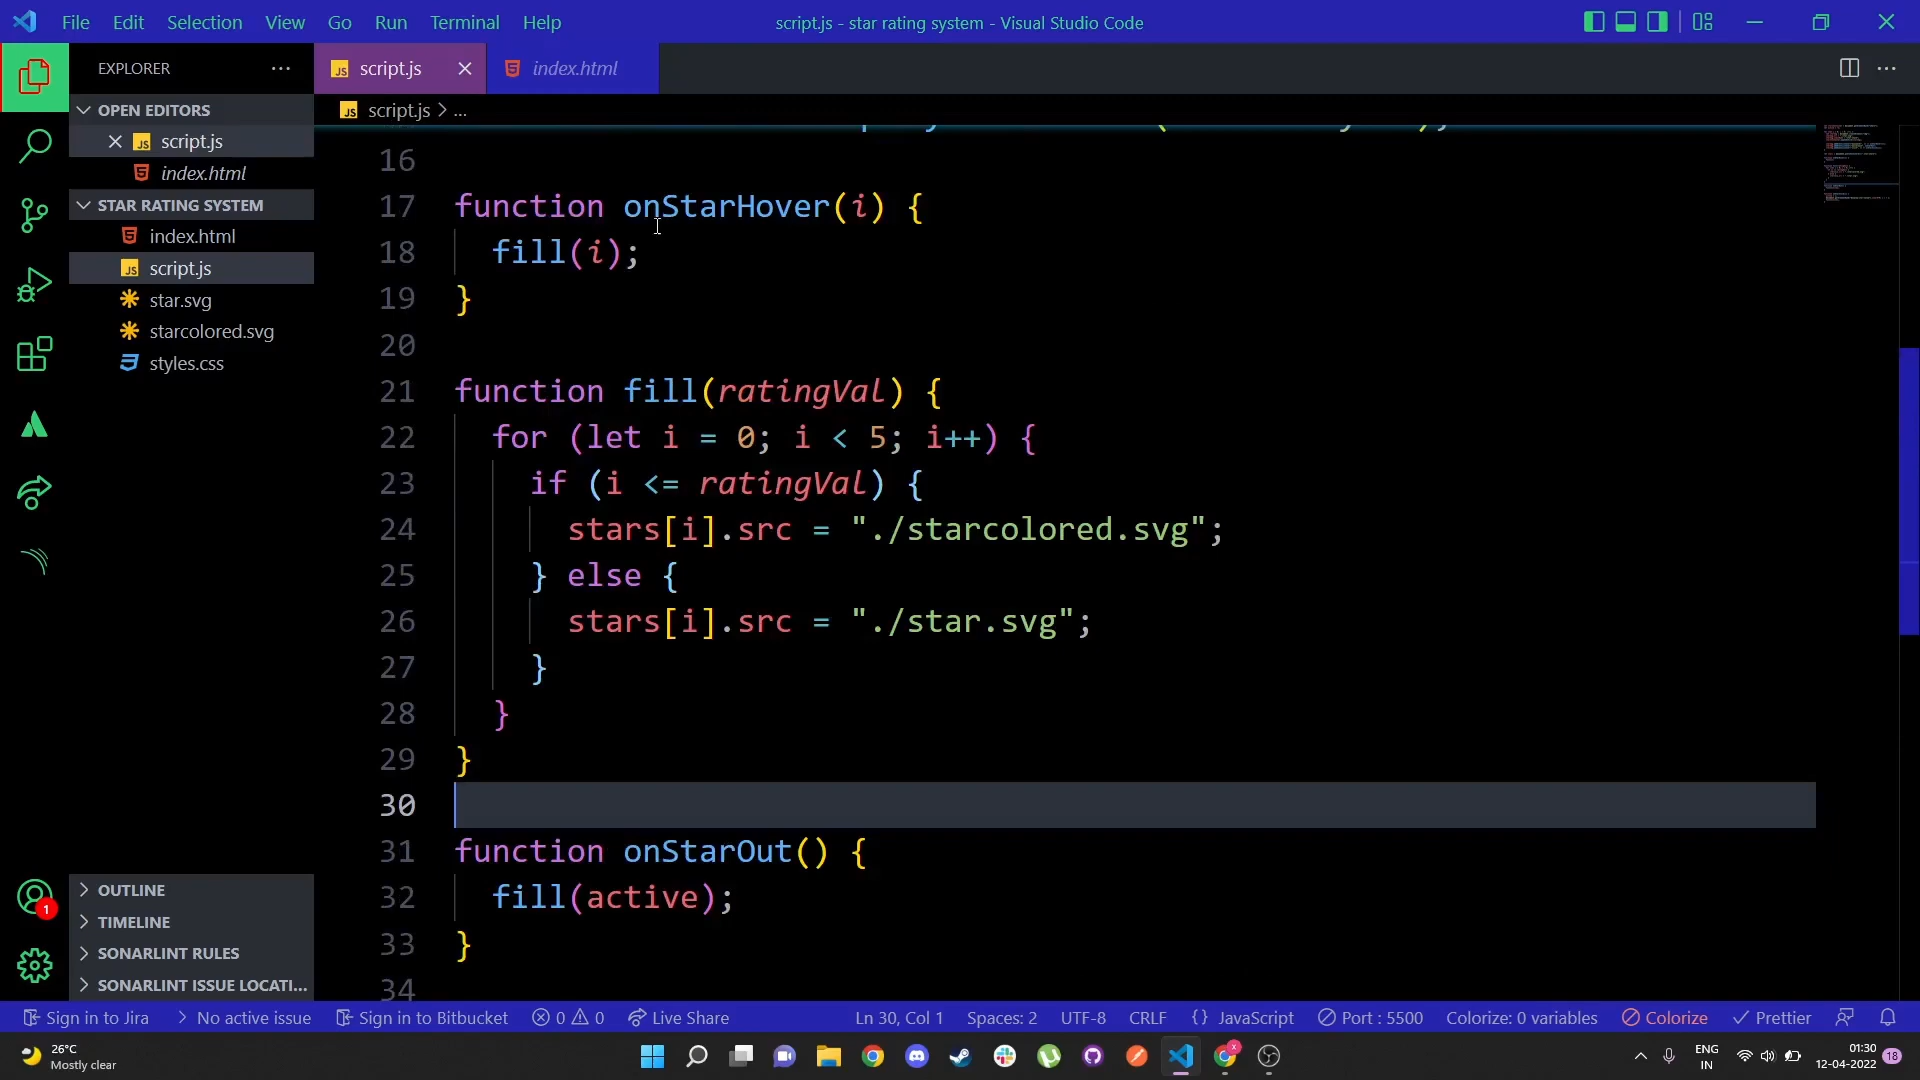 File Edit Selection View Go Run Terminal Help
script.js - star rating system - Visual Studio Code
EXPLORER
script.js
index.html
OPEN EDITORS
script.js > ...
script.js
index.html
STAR RATING SYSTEM
index.html
script.js
star.svg
starcolored.svg
styles.css
16
17 function onStarHover(i) {
18 fill(i);
19 }
20
21 function fill(ratingVal) {
22 for (let i = 0; i < 5; i++) {
23 if (i <= ratingVal) {
24 stars[i].src = "./starcolored.svg";
25 } else {
26 stars[i].src = "./star.svg";
27 }
28 }
29 }
30
31 function onStarOut() {
32 fill(active);
33 }
34
1
OUTLINE
TIMELINE
SONARLINT RULES
SONARLINT ISSUE LOCATI...
Sign in to Jira No active issue Sign in to Bitbucket 0 0 Live Share Ln 30, Col 1 Spaces: 2 UTF-8 CRLF {} JavaScript Port : 5500 Colorize: 0 variables Colorize Prettier
26°C
Mostly clear
ENG
IN
01:30
12-04-2022
18